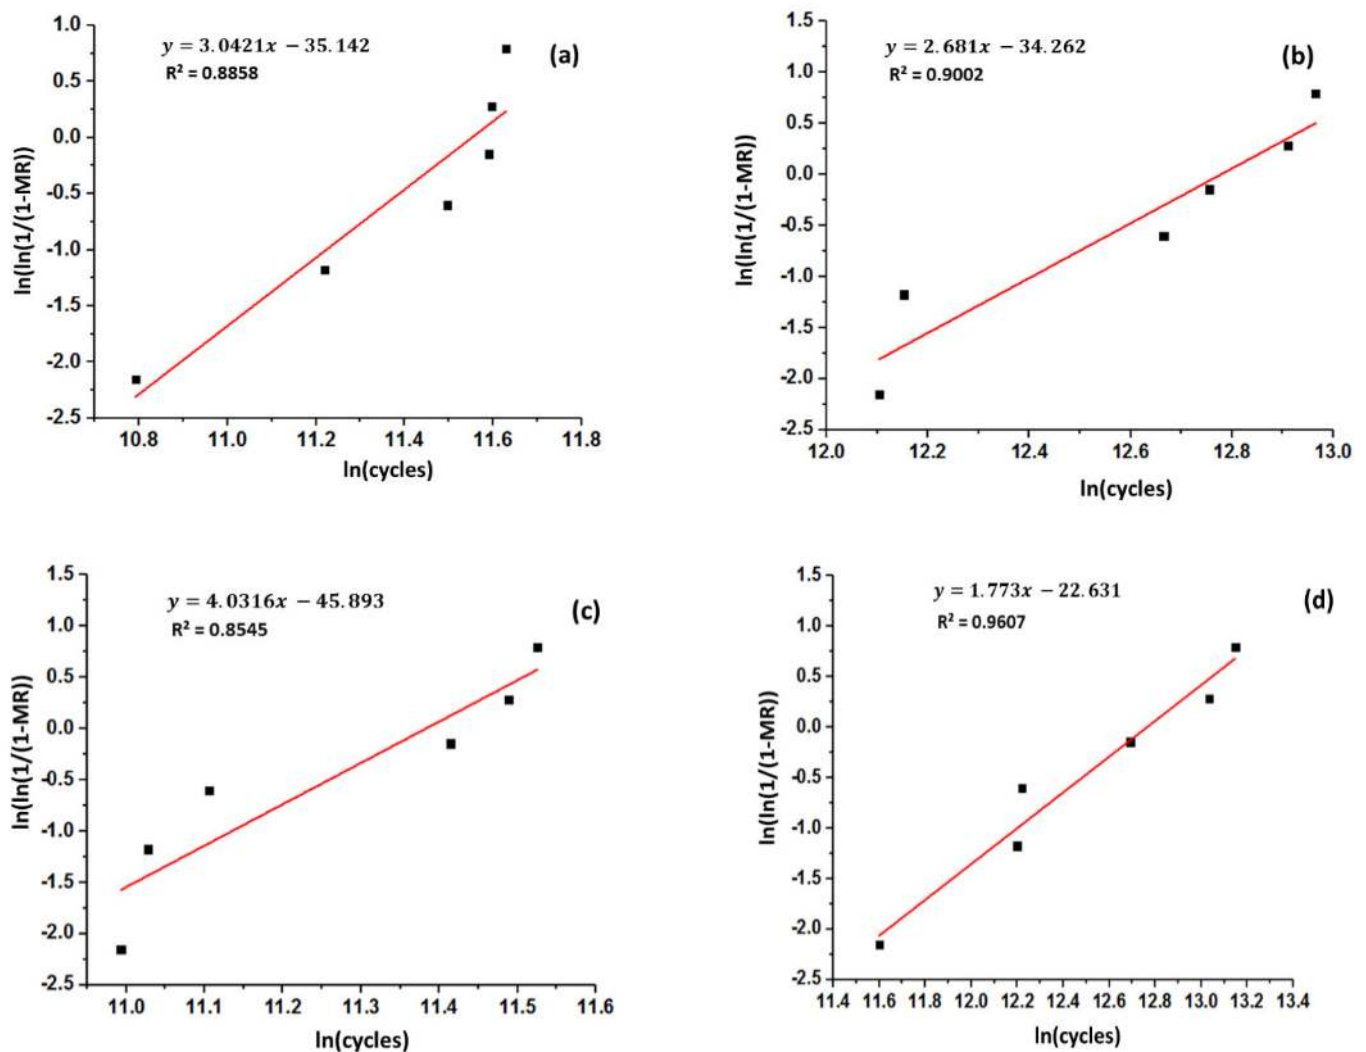 y = 3.0421x − 35.142
R² = 0.8858
(a)
1.0
0.5
0.0
-0.5
-1.0
-1.5
-2.0
-2.5
ln(ln(1/(1-MR))
10.8 11.0 11.2 11.4 11.6 11.8
ln(cycles)
y = 2.681x − 34.262
R² = 0.9002
(b)
1.5
1.0
0.5
0.0
-0.5
-1.0
-1.5
-2.0
-2.5
ln(ln(1/(1-MR))
12.0 12.2 12.4 12.6 12.8 13.0
ln(cycles)
y = 4.0316x − 45.893
R² = 0.8545
(c)
1.5
1.0
0.5
0.0
-0.5
-1.0
-1.5
-2.0
-2.5
ln(ln(1/(1-MR))
11.0 11.1 11.2 11.3 11.4 11.5 11.6
ln(cycles)
y = 1.773x − 22.631
R² = 0.9607
(d)
1.5
1.0
0.5
0.0
-0.5
-1.0
-1.5
-2.0
-2.5
ln(ln(1/(1-MR))
11.4 11.6 11.8 12.0 12.2 12.4 12.6 12.8 13.0 13.2 13.4
ln(cycles)